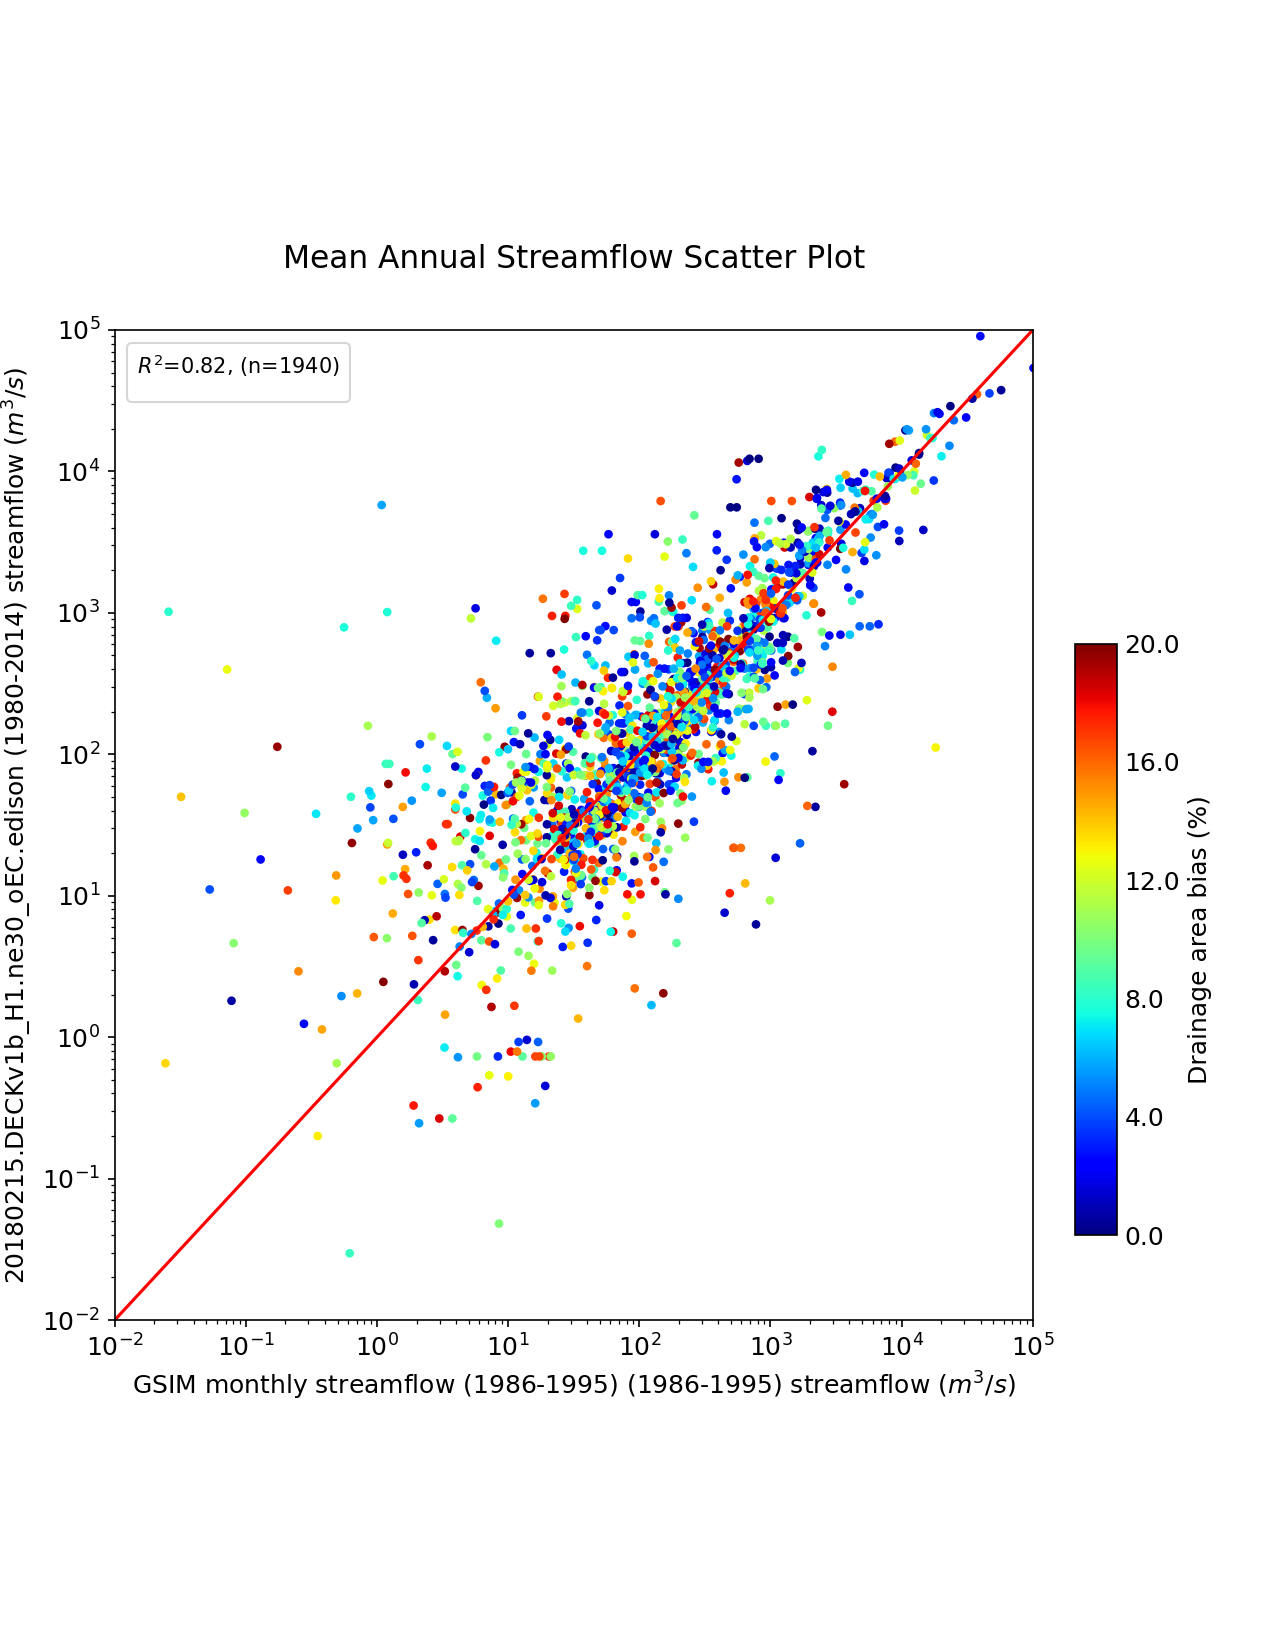 Mean Annual Streamflow Scatter Plot
R²=0.82, (n=1940)
20180215.DECKv1b_H1.ne30_oEC.edison (1980-2014) streamflow (m³/s)
10⁵
10⁴
10³
10²
10¹
10⁰
10⁻¹
10⁻²
10⁻² 10⁻¹ 10⁰ 10¹ 10² 10³ 10⁴ 10⁵
GSIM monthly streamflow (1986-1995) (1986-1995) streamflow (m³/s)
20.0
16.0
12.0
8.0
4.0
0.0
Drainage area bias (%)